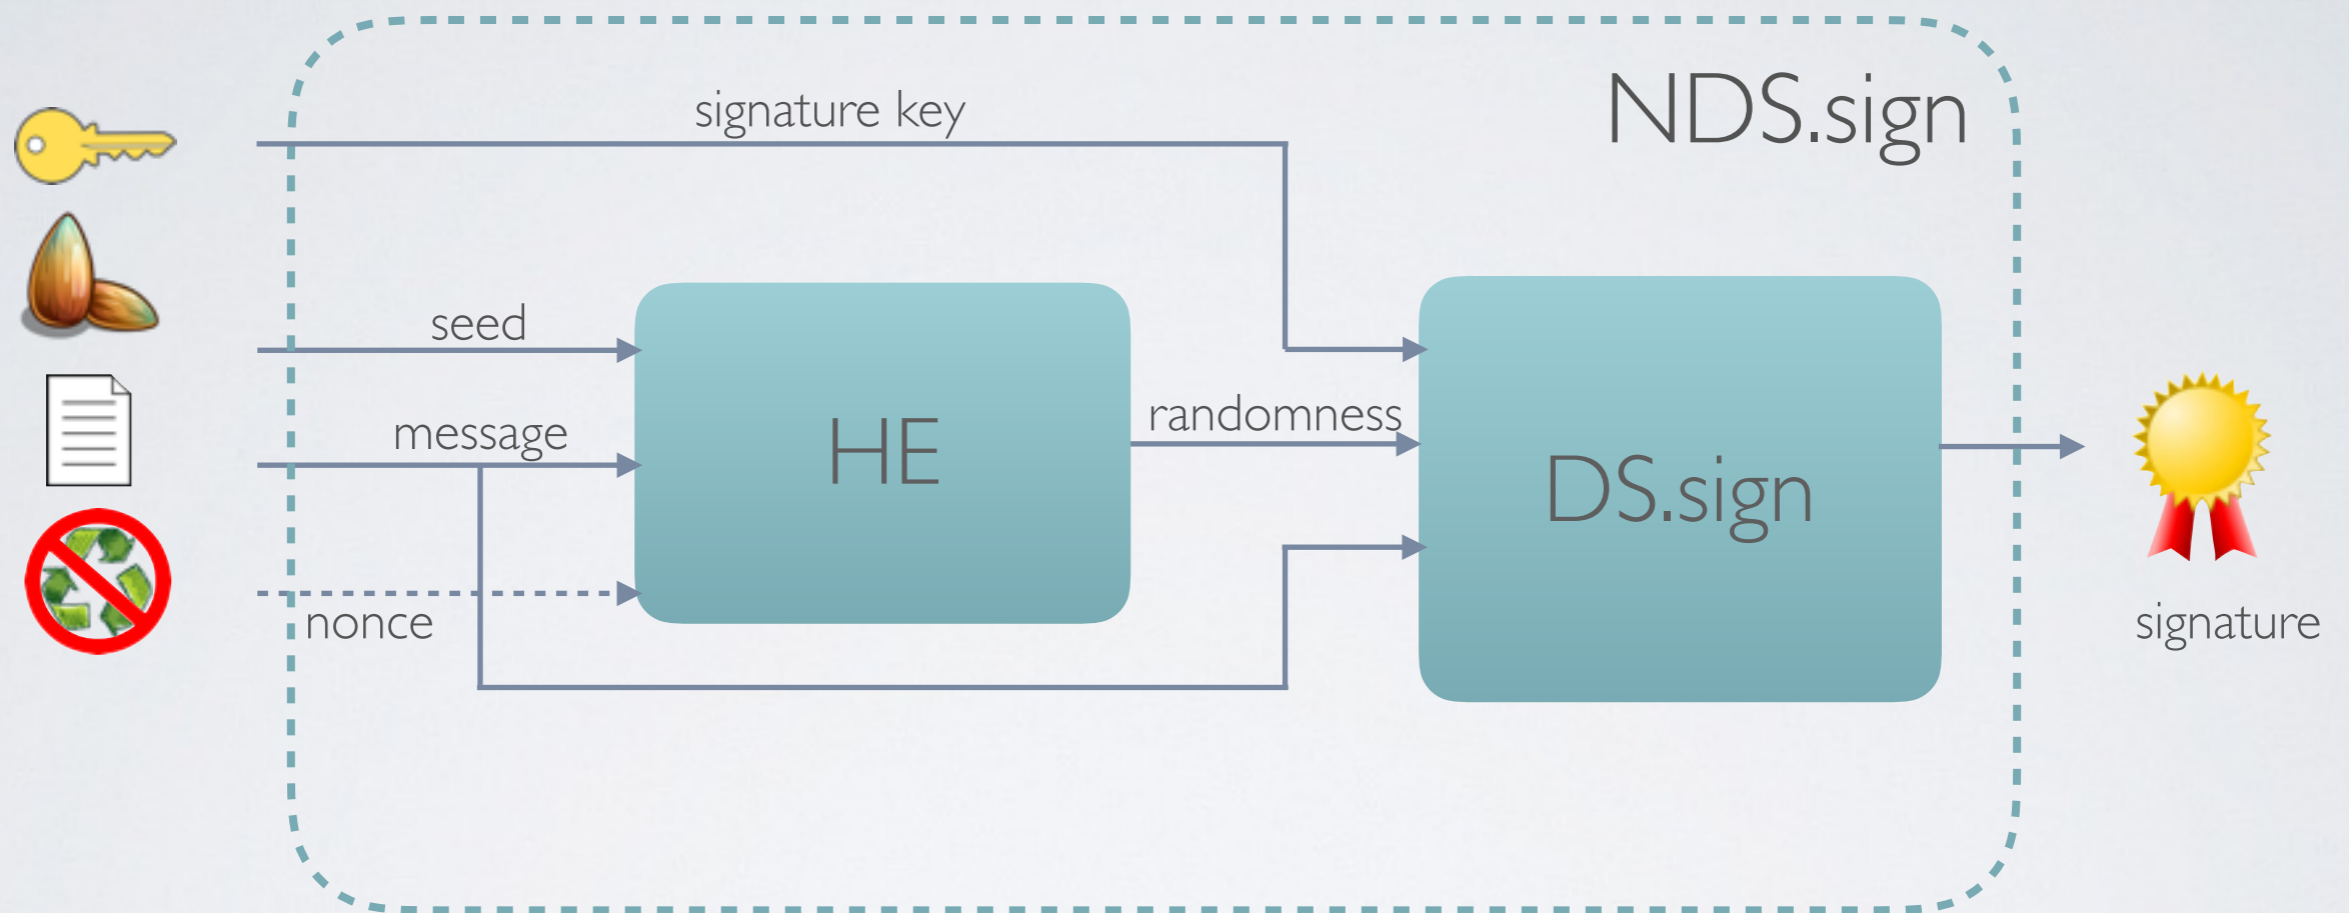 NDS.sign
signature key
seed
message
HE
randomness
DS.sign
nonce
signature